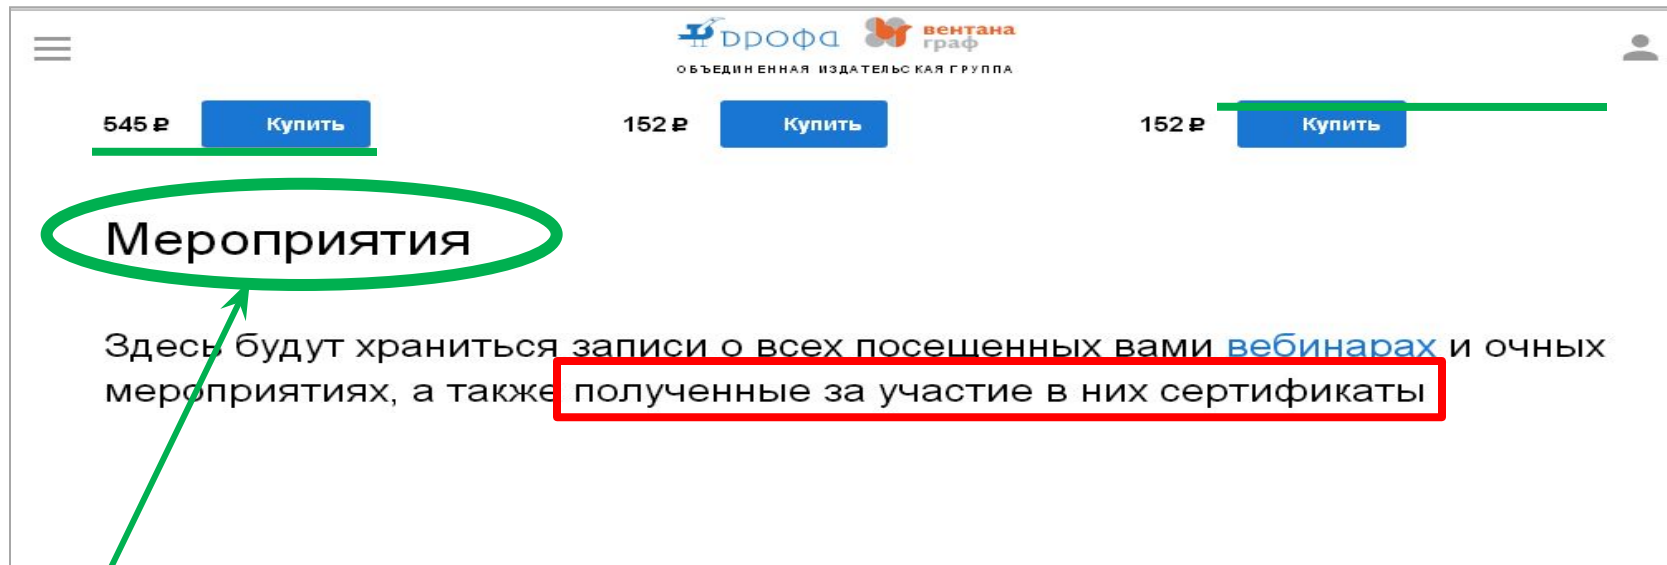 дрофа вентана
граф
ОБЪЕДИНЕННАЯ ИЗДАТЕЛЬСКАЯ ГРУППА
545 ₽ Купить 152 ₽ Купить 152 ₽ Купить
Мероприятия
Здесь будут храниться записи о всех посещенных вами вебинарах и очных
мероприятиях, а также полученные за участие в них сертификаты